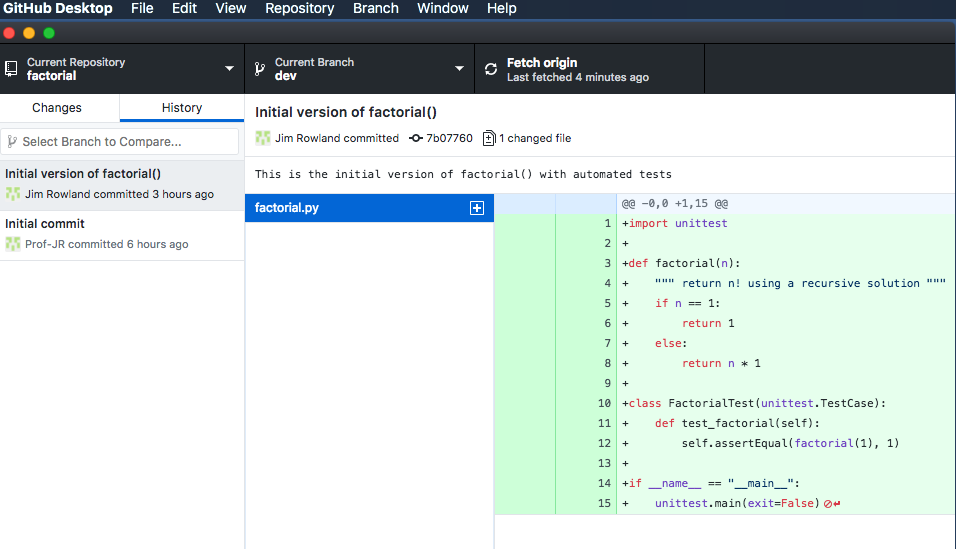 GitHub Desktop File Edit View Repository Branch Window Help
Current Repository
factorial
Current Branch
dev
Fetch origin
Last fetched 4 minutes ago
Changes History
Select Branch to Compare...
Initial version of factorial()
Jim Rowland committed 3 hours ago
Initial commit
Prof-JR committed 6 hours ago
Initial version of factorial()
Jim Rowland committed 7b07760 1 changed file
This is the initial version of factorial() with automated tests
factorial.py
@@ -0,0 +1,15 @@
1 +import unittest
2 +
3 +def factorial(n):
4 +    """ return n! using a recursive solution """
5 +    if n == 1:
6 +        return 1
7 +    else:
8 +        return n * 1
9 +
10 +class FactorialTest(unittest.TestCase):
11 +    def test_factorial(self):
12 +        self.assertEqual(factorial(1), 1)
13 +
14 +if __name__ == "__main__":
15 +    unittest.main(exit=False)